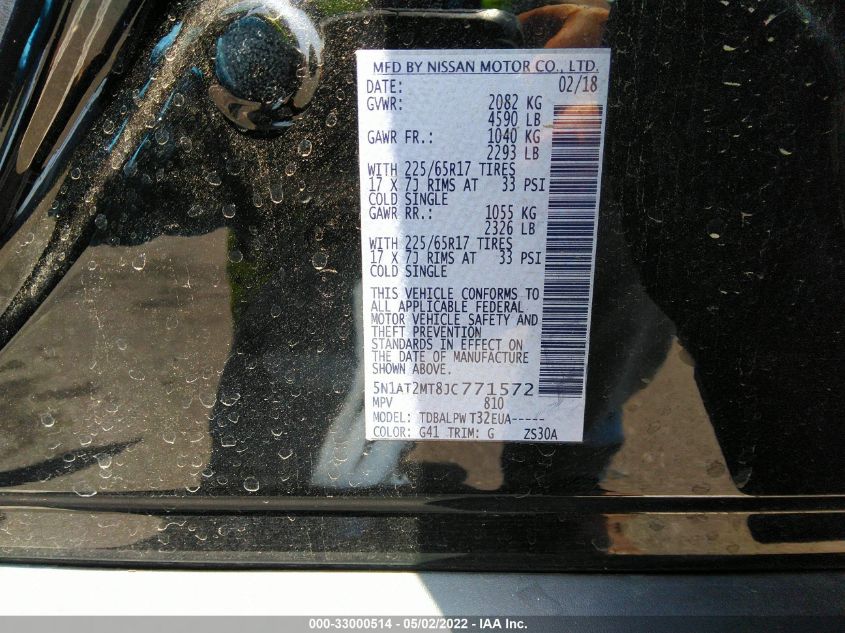 MFD BY NISSAN MOTOR CO., LTD.
DATE: 02/18
GVWR: 2082 KG
4590 LB
GAWR FR.: 1040 KG
2293 LB
WITH 225/65R17 TIRES
17 X 7J RIMS AT 33 PSI
COLD SINGLE
GAWR RR.: 1055 KG
2326 LB
WITH 225/65R17 TIRES
17 X 7J RIMS AT 33 PSI
COLD SINGLE
THIS VEHICLE CONFORMS TO
ALL APPLICABLE FEDERAL
MOTOR VEHICLE SAFETY AND
THEFT PREVENTION
STANDARDS IN EFFECT ON
THE DATE OF MANUFACTURE
SHOWN ABOVE.
5N1AT2MT8JC771572
MPV 810
MODEL: TDBALPW T32EUA-----
COLOR: G41 TRIM: G ZS30A
000-33000514 - 05/02/2022 - IAA Inc.